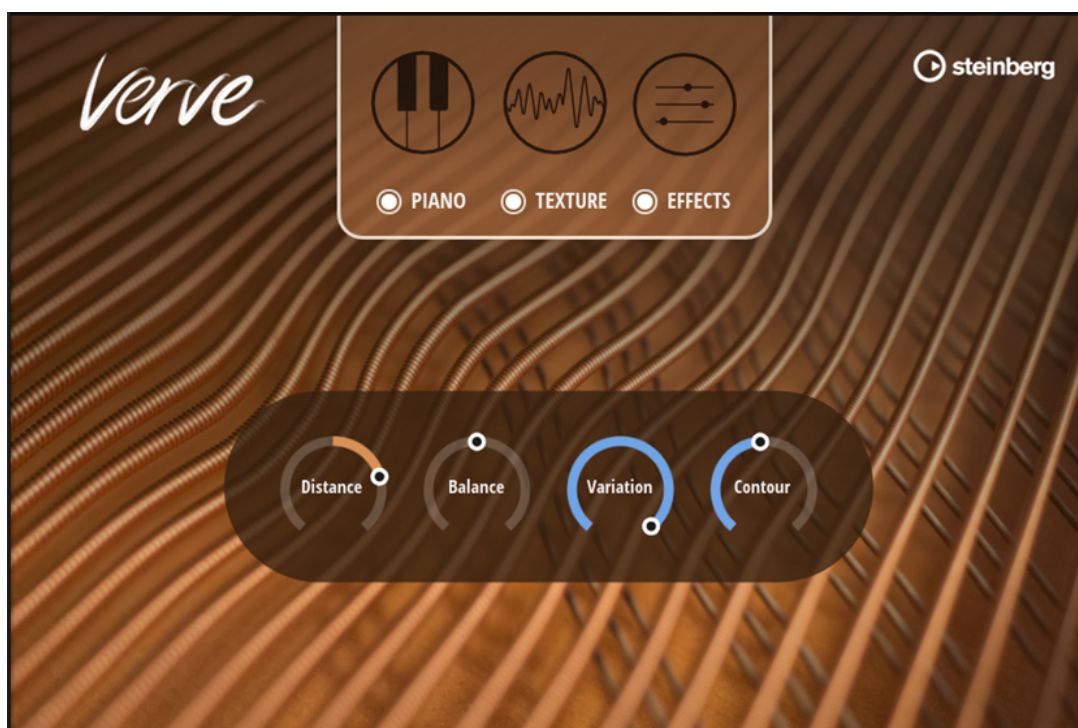 Verve
steinberg
PIANO TEXTURE EFFECTS
Distance Balance Variation Contour